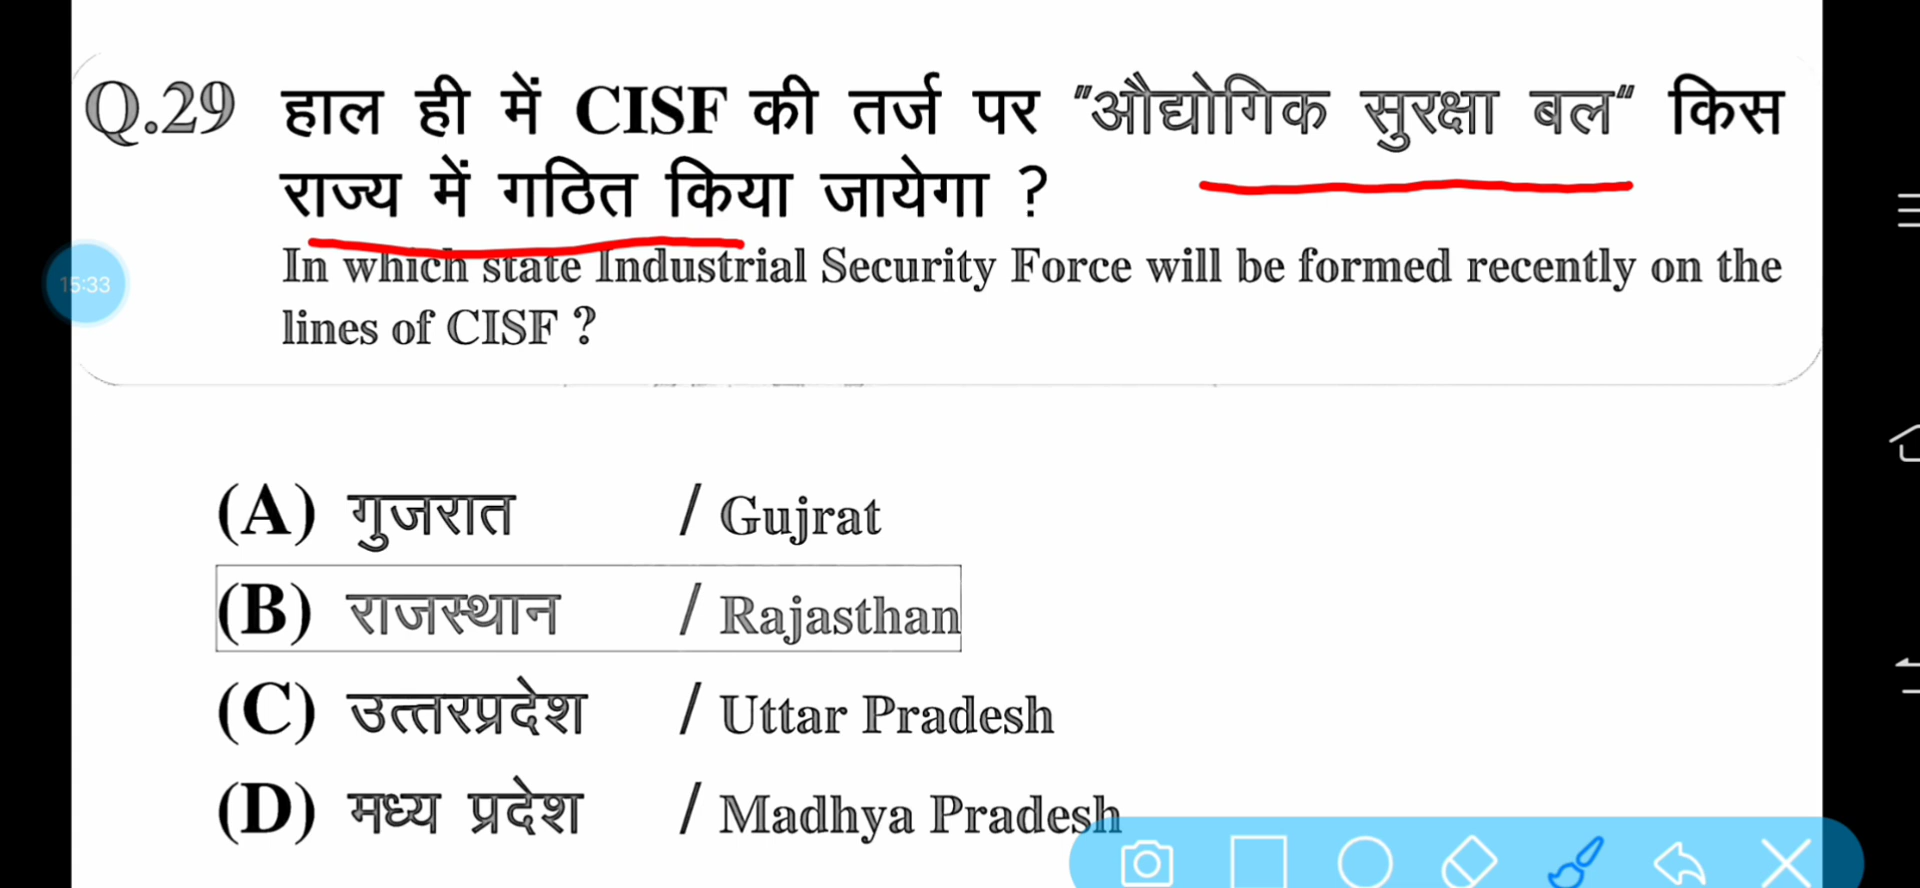 Q.29 हाल ही में CISF की तर्ज पर "औद्योगिक सुरक्षा बल" किस
राज्य में गठित किया जायेगा ?
In which state Industrial Security Force will be formed recently on the
lines of CISF ?
15:33
(A) गुजरात / Gujrat
(B) राजस्थान / Rajasthan
(C) उत्तरप्रदेश / Uttar Pradesh
(D) मध्य प्रदेश / Madhya Pradesh